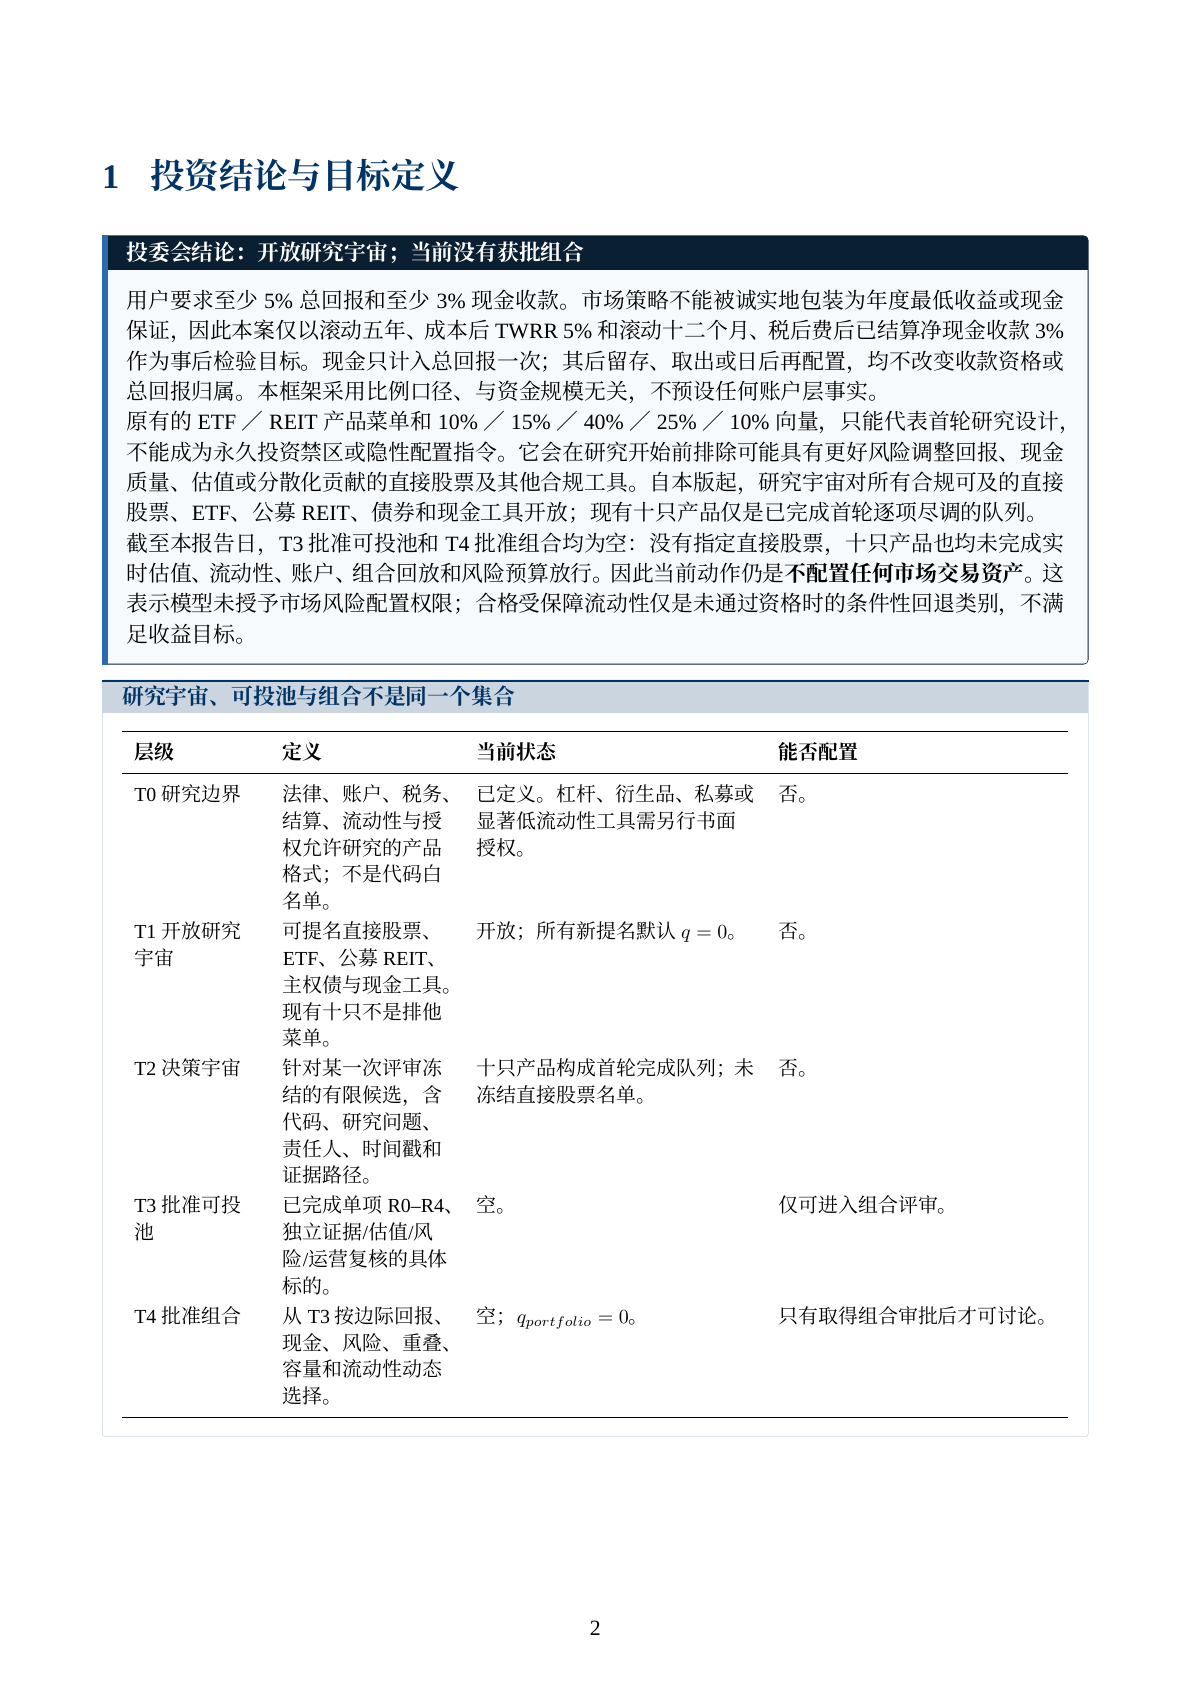 1 投资结论与目标定义
投委会结论：开放研究宇宙；当前没有获批组合
用户要求至少 5% 总回报和至少 3% 现金收款。市场策略不能被诚实地包装为年度最低收益或现金
保证，因此本案仅以滚动五年、成本后 TWRR 5% 和滚动十二个月、税后费后已结算净现金收款 3%
作为事后检验目标。现金只计入总回报一次；其后留存、取出或日后再配置，均不改变收款资格或
总回报归属。本框架采用比例口径、与资金规模无关，不预设任何账户层事实。
原有的 ETF ／ REIT 产品菜单和 10% ／ 15% ／ 40% ／ 25% ／ 10% 向量，只能代表首轮研究设计，
不能成为永久投资禁区或隐性配置指令。它会在研究开始前排除可能具有更好风险调整回报、现金
质量、估值或分散化贡献的直接股票及其他合规工具。自本版起，研究宇宙对所有合规可及的直接
股票、ETF、公募 REIT、债券和现金工具开放；现有十只产品仅是已完成首轮逐项尽调的队列。
截至本报告日，T3 批准可投池和 T4 批准组合均为空：没有指定直接股票，十只产品也均未完成实
时估值、流动性、账户、组合回放和风险预算放行。因此当前动作仍是不配置任何市场交易资产。这
表示模型未授予市场风险配置权限；合格受保障流动性仅是未通过资格时的条件性回退类别，不满
足收益目标。
研究宇宙、可投池与组合不是同一个集合
层级 定义 当前状态 能否配置
T0 研究边界 法律、账户、税务、 已定义。杠杆、衍生品、私募或 否。
结算、流动性与授 显著低流动性工具需另行书面
权允许研究的产品 授权。
格式；不是代码白
名单。
T1 开放研究 可提名直接股票、 开放；所有新提名默认 q = 0。 否。
宇宙 ETF、公募 REIT、
主权债与现金工具。
现有十只不是排他
菜单。
T2 决策宇宙 针对某一次评审冻 十只产品构成首轮完成队列；未 否。
结的有限候选，含 冻结直接股票名单。
代码、研究问题、
责任人、时间戳和
证据路径。
T3 批准可投 已完成单项 R0–R4、 空。 仅可进入组合评审。
池 独立证据/估值/风
险/运营复核的具体
标的。
T4 批准组合 从 T3 按边际回报、 空；q_portfolio = 0。 只有取得组合审批后才可讨论。
现金、风险、重叠、
容量和流动性动态
选择。
2